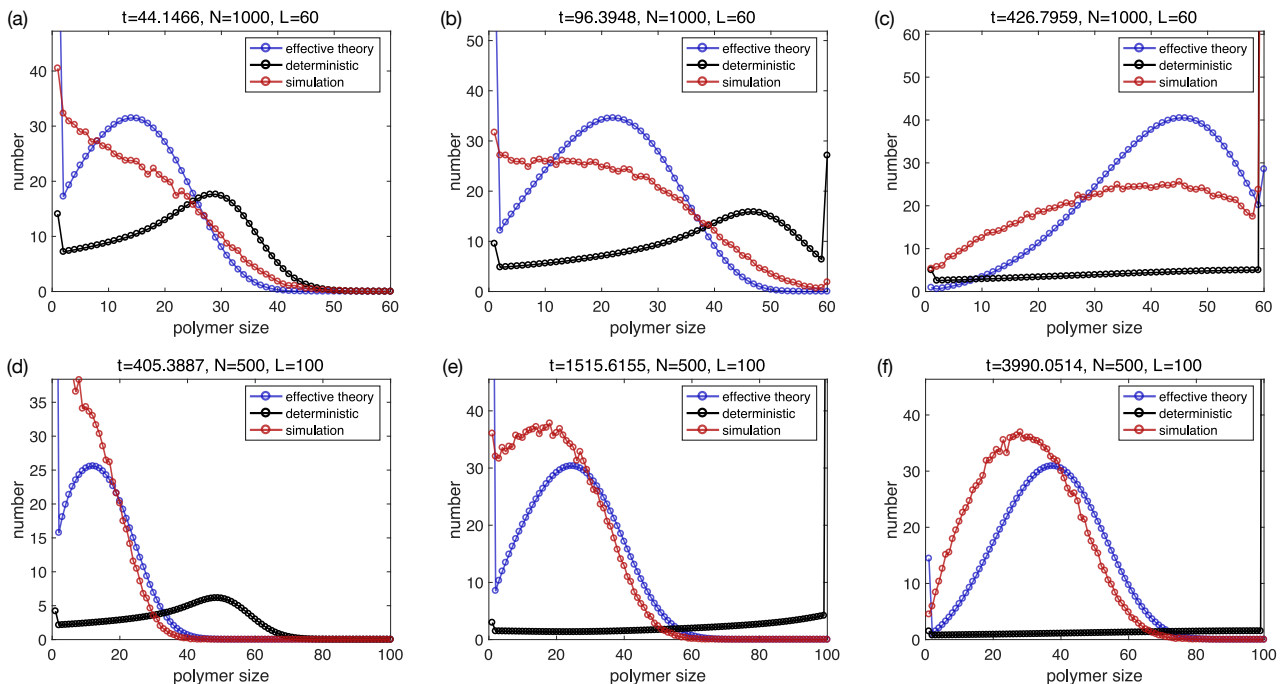 (a)
t=44.1466, N=1000, L=60
effective theory
deterministic
simulation
number
40
30
20
10
0
0 10 20 30 40 50 60
polymer size
(b)
t=96.3948, N=1000, L=60
effective theory
deterministic
simulation
number
50
40
30
20
10
0
0 10 20 30 40 50 60
polymer size
(c)
t=426.7959, N=1000, L=60
effective theory
deterministic
simulation
number
60
50
40
30
20
10
0
0 10 20 30 40 50 60
polymer size
(d)
t=405.3887, N=500, L=100
effective theory
deterministic
simulation
number
35
30
25
20
15
10
5
0
0 20 40 60 80 100
polymer size
(e)
t=1515.6155, N=500, L=100
effective theory
deterministic
simulation
number
40
30
20
10
0
0 20 40 60 80 100
polymer size
(f)
t=3990.0514, N=500, L=100
effective theory
deterministic
simulation
number
40
30
20
10
0
0 20 40 60 80 100
polymer size